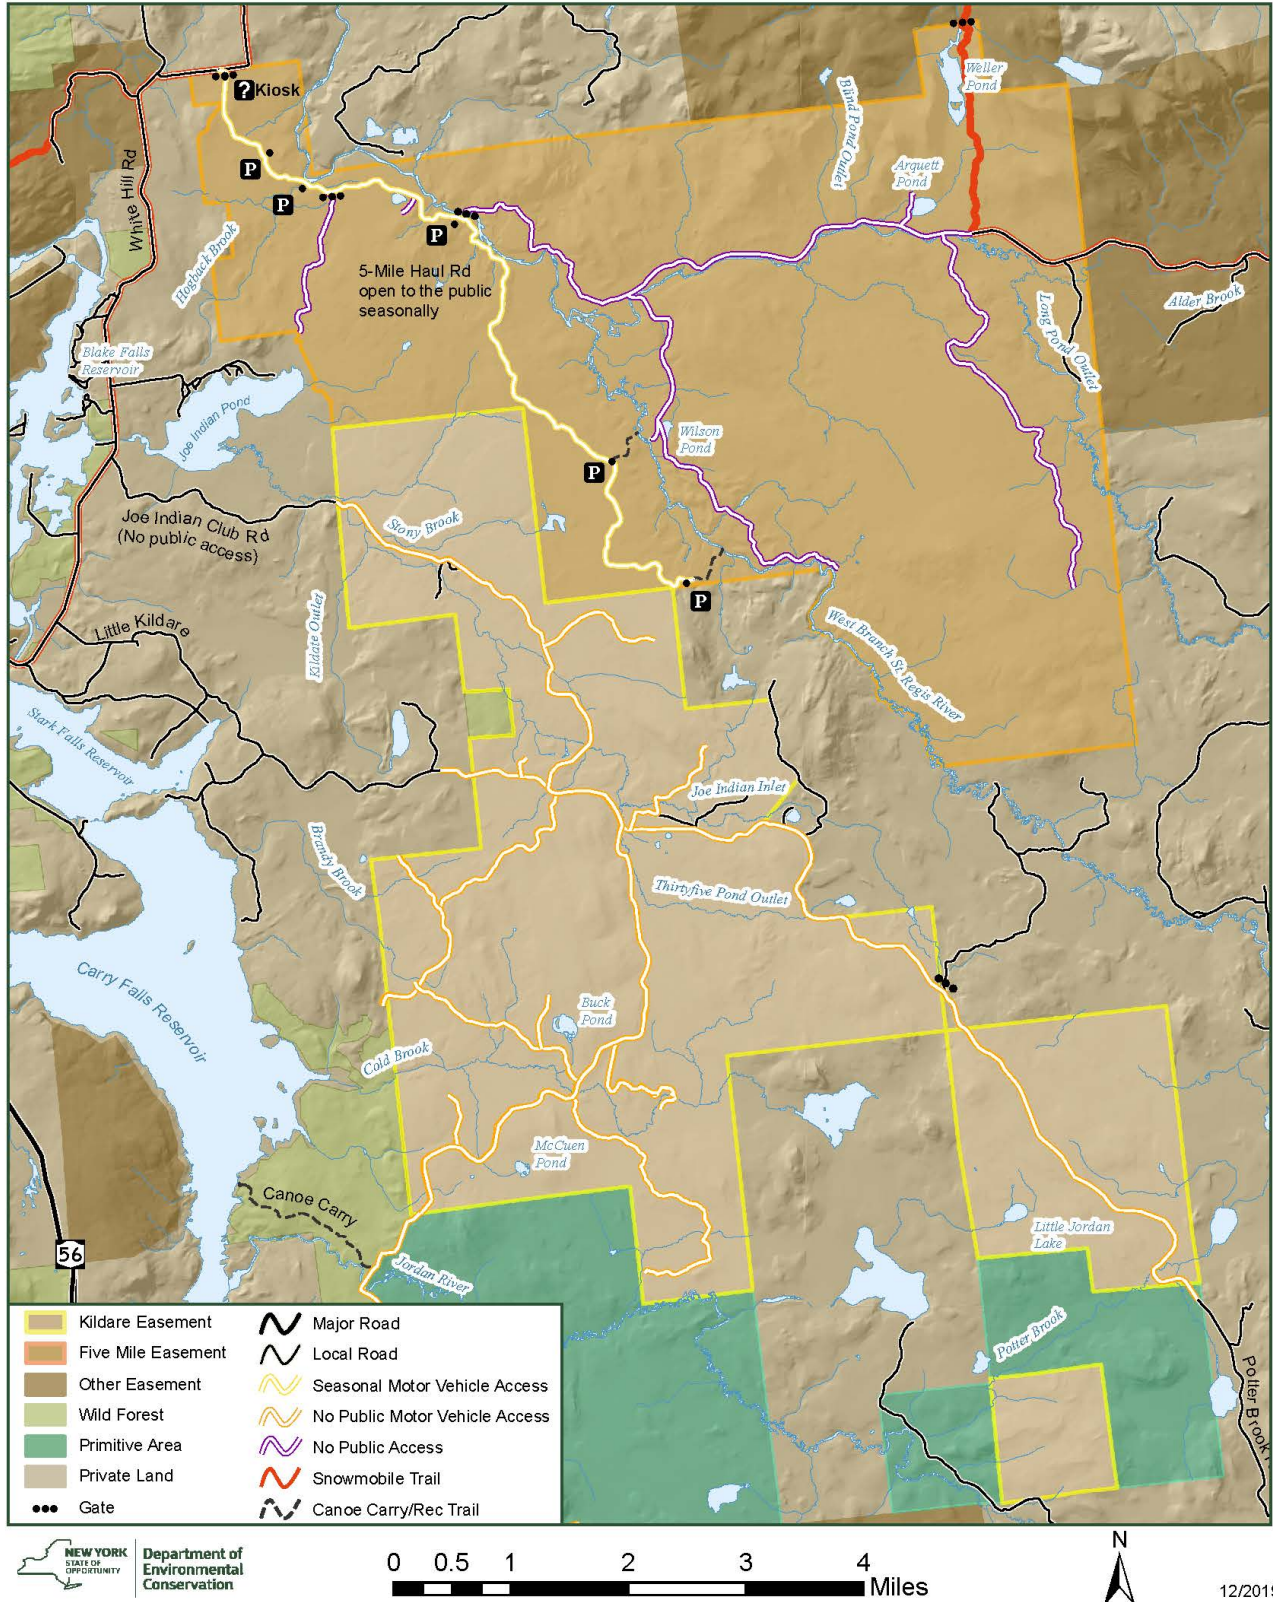 Weller
Pond
? Kiosk
Blind Pond Outlet
White Hill Rd
P
Arquett
Pond
P
P
Hogback Brook
5-Mile Haul Rd
open to the public
seasonally
Long Pond Outlet
Alder Brook
Blake Falls
Reservoir
Joe Indian Pond
Wilson
Pond
P
Joe Indian Club Rd
(No public access)
Stony Brook
P
Little Kildare
Kildate Outlet
West Branch St. Regis River
Stark Falls Reservoir
Joe Indian Inlet
Brandy Brook
Thirtyfive Pond Outlet
Carry Falls Reservoir
Buck
Pond
Cold Brook
McCuen
Pond
Canoe Carry
Little Jordan
Lake
56
Jordan River
Potter Brook
Potter Brook
Kildare Easement
Five Mile Easement
Other Easement
Wild Forest
Primitive Area
Private Land
Gate
Major Road
Local Road
Seasonal Motor Vehicle Access
No Public Motor Vehicle Access
No Public Access
Snowmobile Trail
Canoe Carry/Rec Trail
NEW YORK
STATE OF
OPPORTUNITY
Department of
Environmental
Conservation
0 0.5 1 2 3 4
Miles
N
12/2019